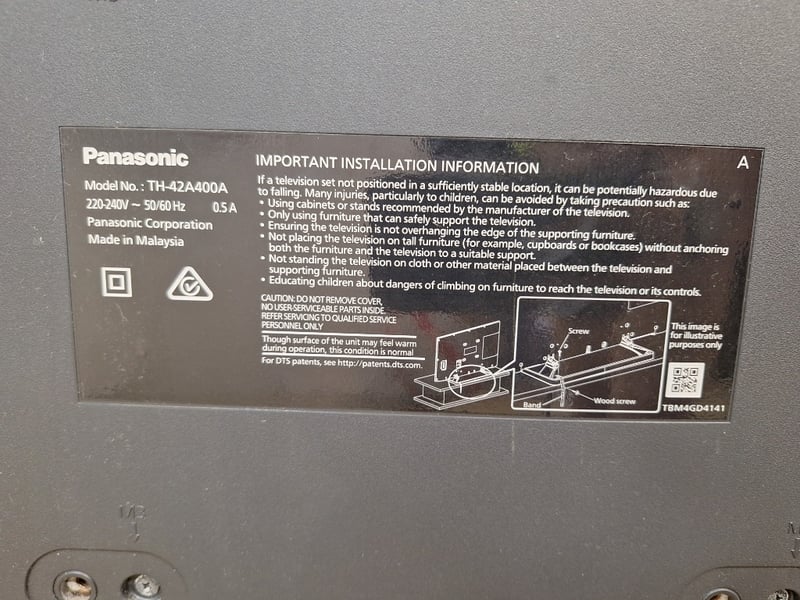 Panasonic
Model No. : TH-42A400A
220-240V ~ 50/60 Hz 0.5 A
Panasonic Corporation
Made in Malaysia
A
IMPORTANT INSTALLATION INFORMATION
If a television set not positioned in a sufficiently stable location, it can be potentially hazardous due
to falling. Many injuries, particularly to children, can be avoided by taking precaution such as:
• Using cabinets or stands recommended by the manufacturer of the television.
• Only using furniture that can safely support the television.
• Ensuring the television is not overhanging the edge of the supporting furniture.
• Not placing the television on tall furniture (for example, cupboards or bookcases) without anchoring
both the furniture and the television to a suitable support.
• Not standing the television on cloth or other material placed between the television and
supporting furniture.
• Educating children about dangers of climbing on furniture to reach the television or its controls.
CAUTION: DO NOT REMOVE COVER,
NO USER-SERVICEABLE PARTS INSIDE
REFER SERVICING TO QUALIFIED SERVICE
PERSONNEL ONLY
Though surface of the unit may feel warm
during operation, this condition is normal
For DTS patents, see http://patents.dts.com.
Screw
Band
Wood screw
This image is
for illustrative
purposes only
TBM4GD4141